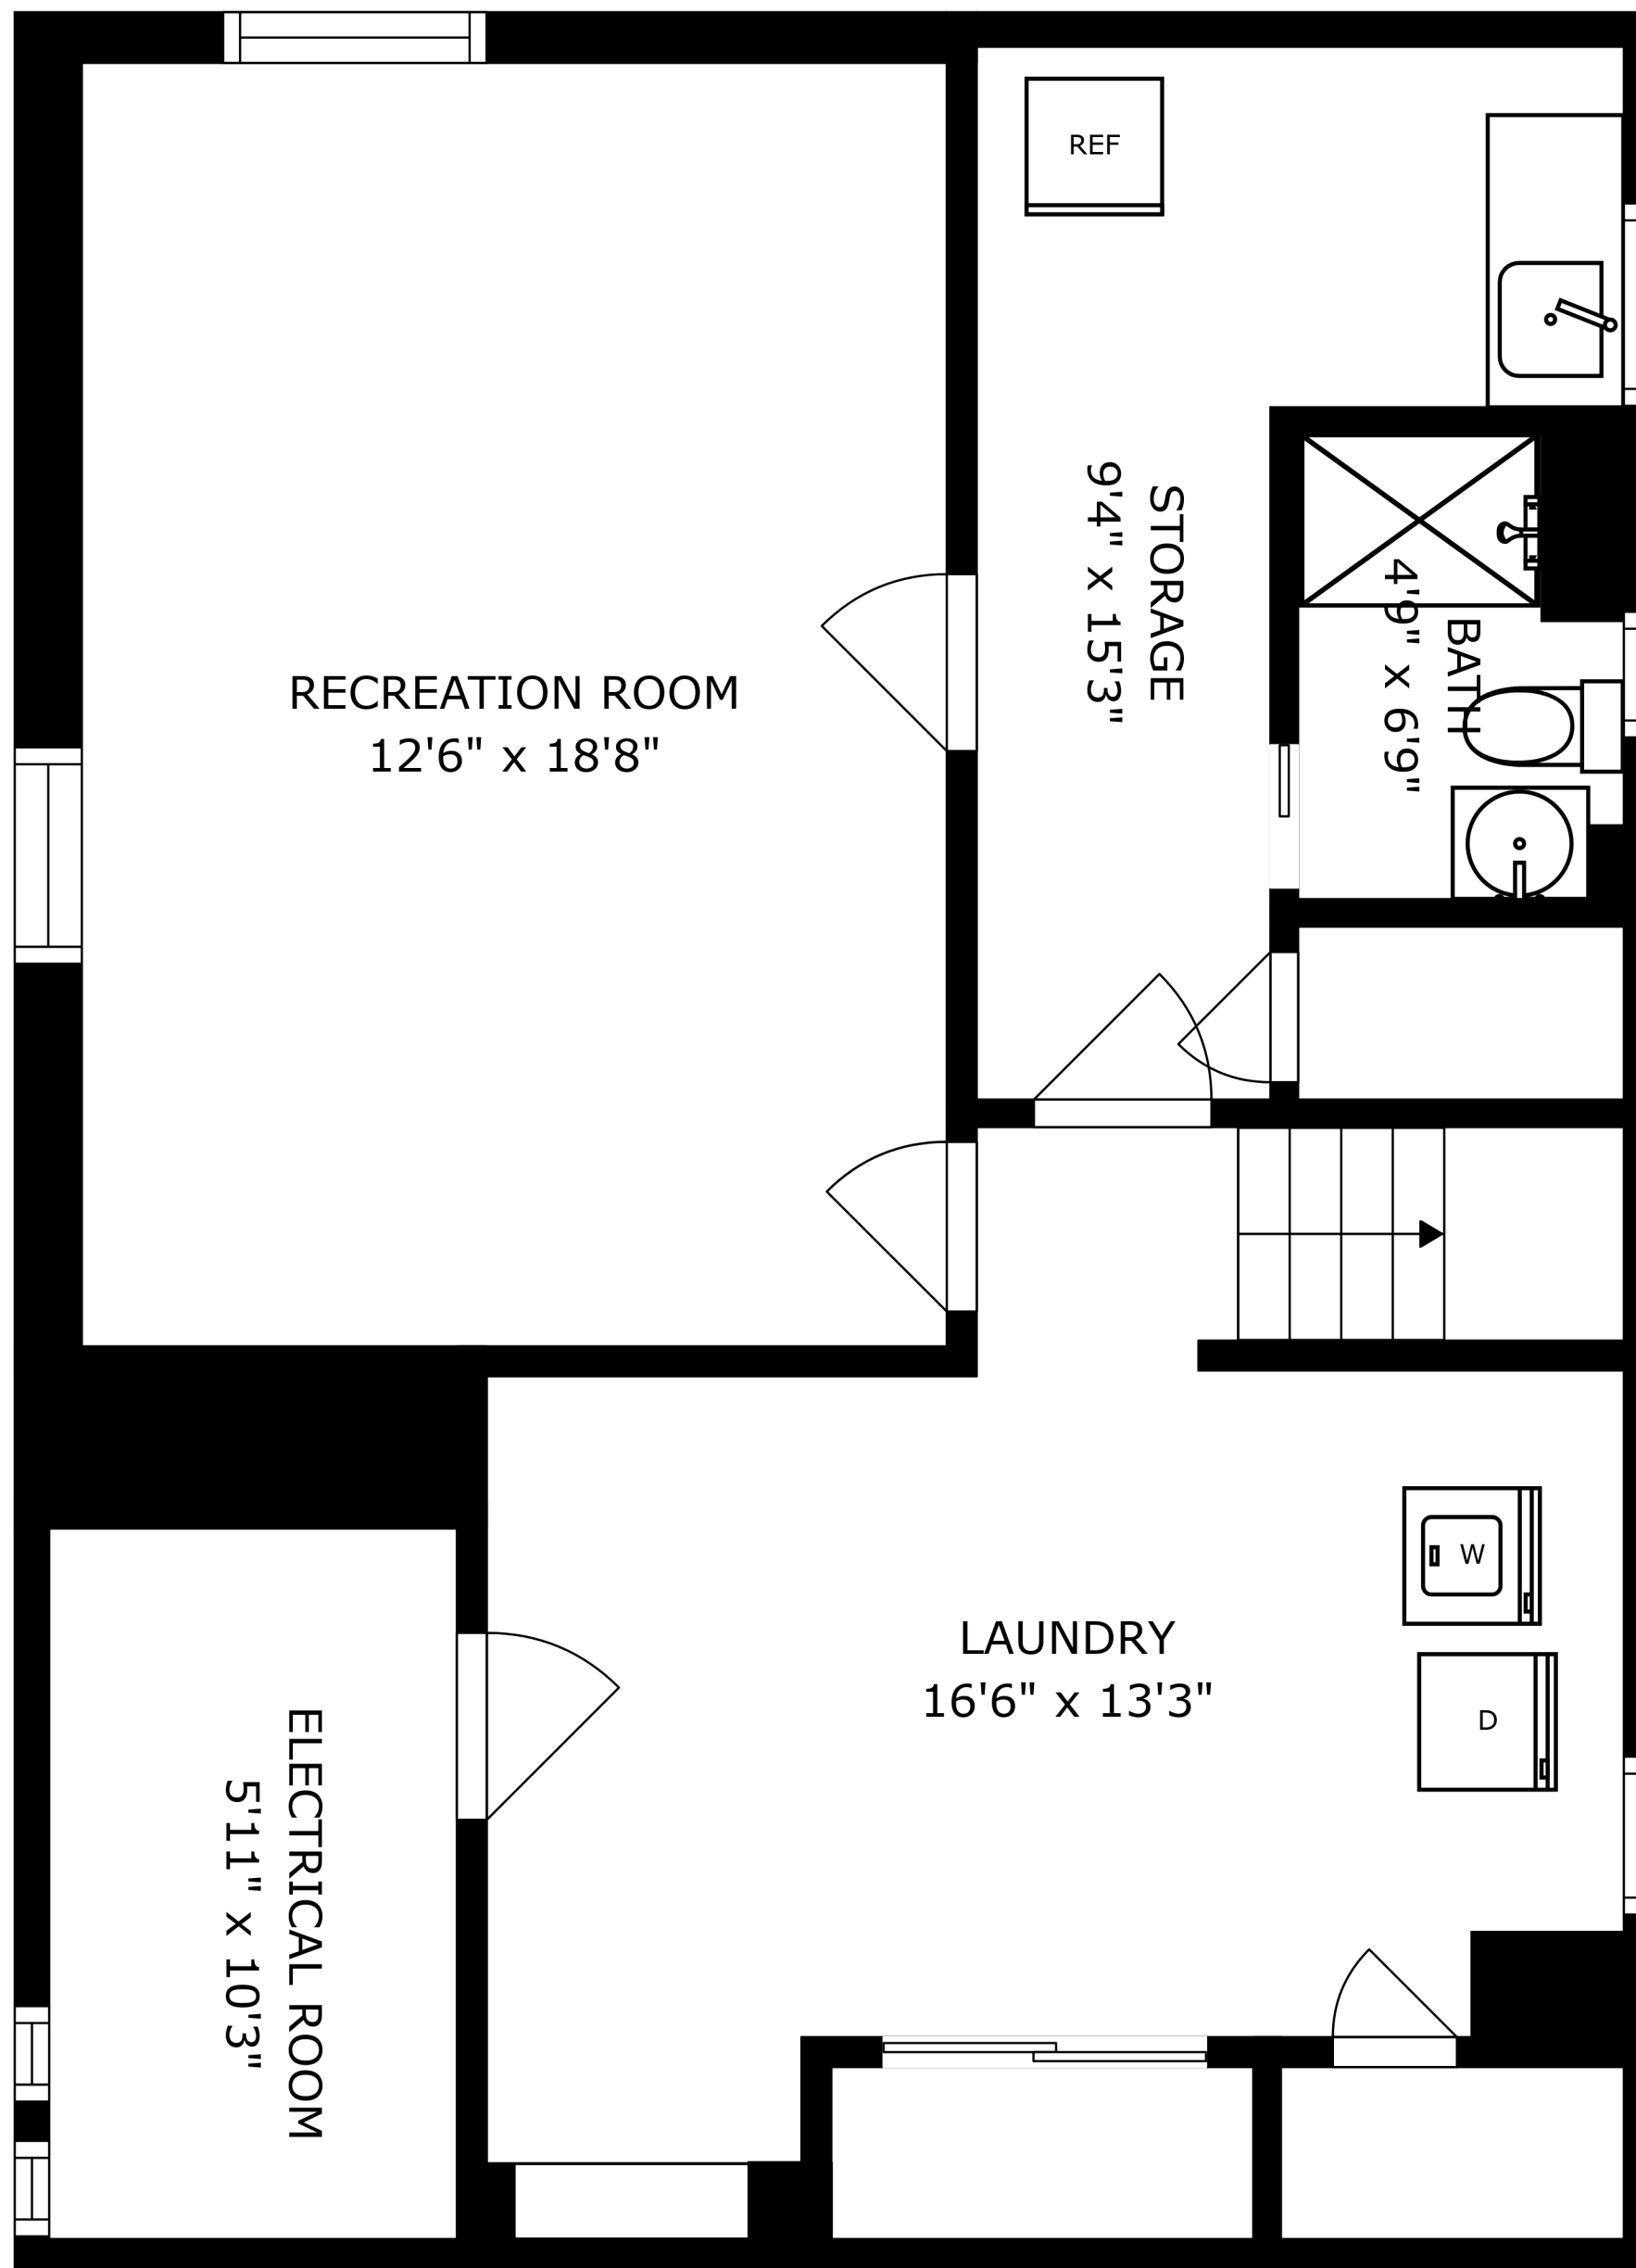 REF
STORAGE
9'4" x 15'3"
BATH
4'9" x 6'9"
RECREATION ROOM
12'6" x 18'8"
W
LAUNDRY
16'6" x 13'3"
D
ELECTRICAL ROOM
5'11" x 10'3"